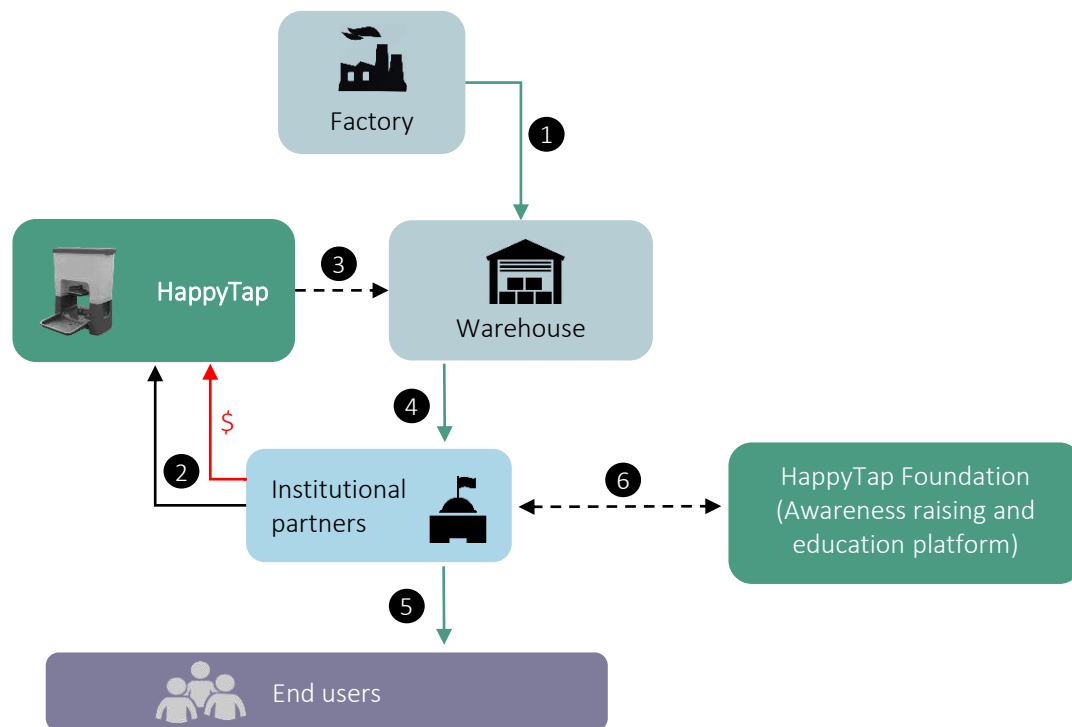 Factory
1
HappyTap
3
Warehouse
4
$
2
Institutional
partners
6
HappyTap Foundation
(Awareness raising and
education platform)
5
End users